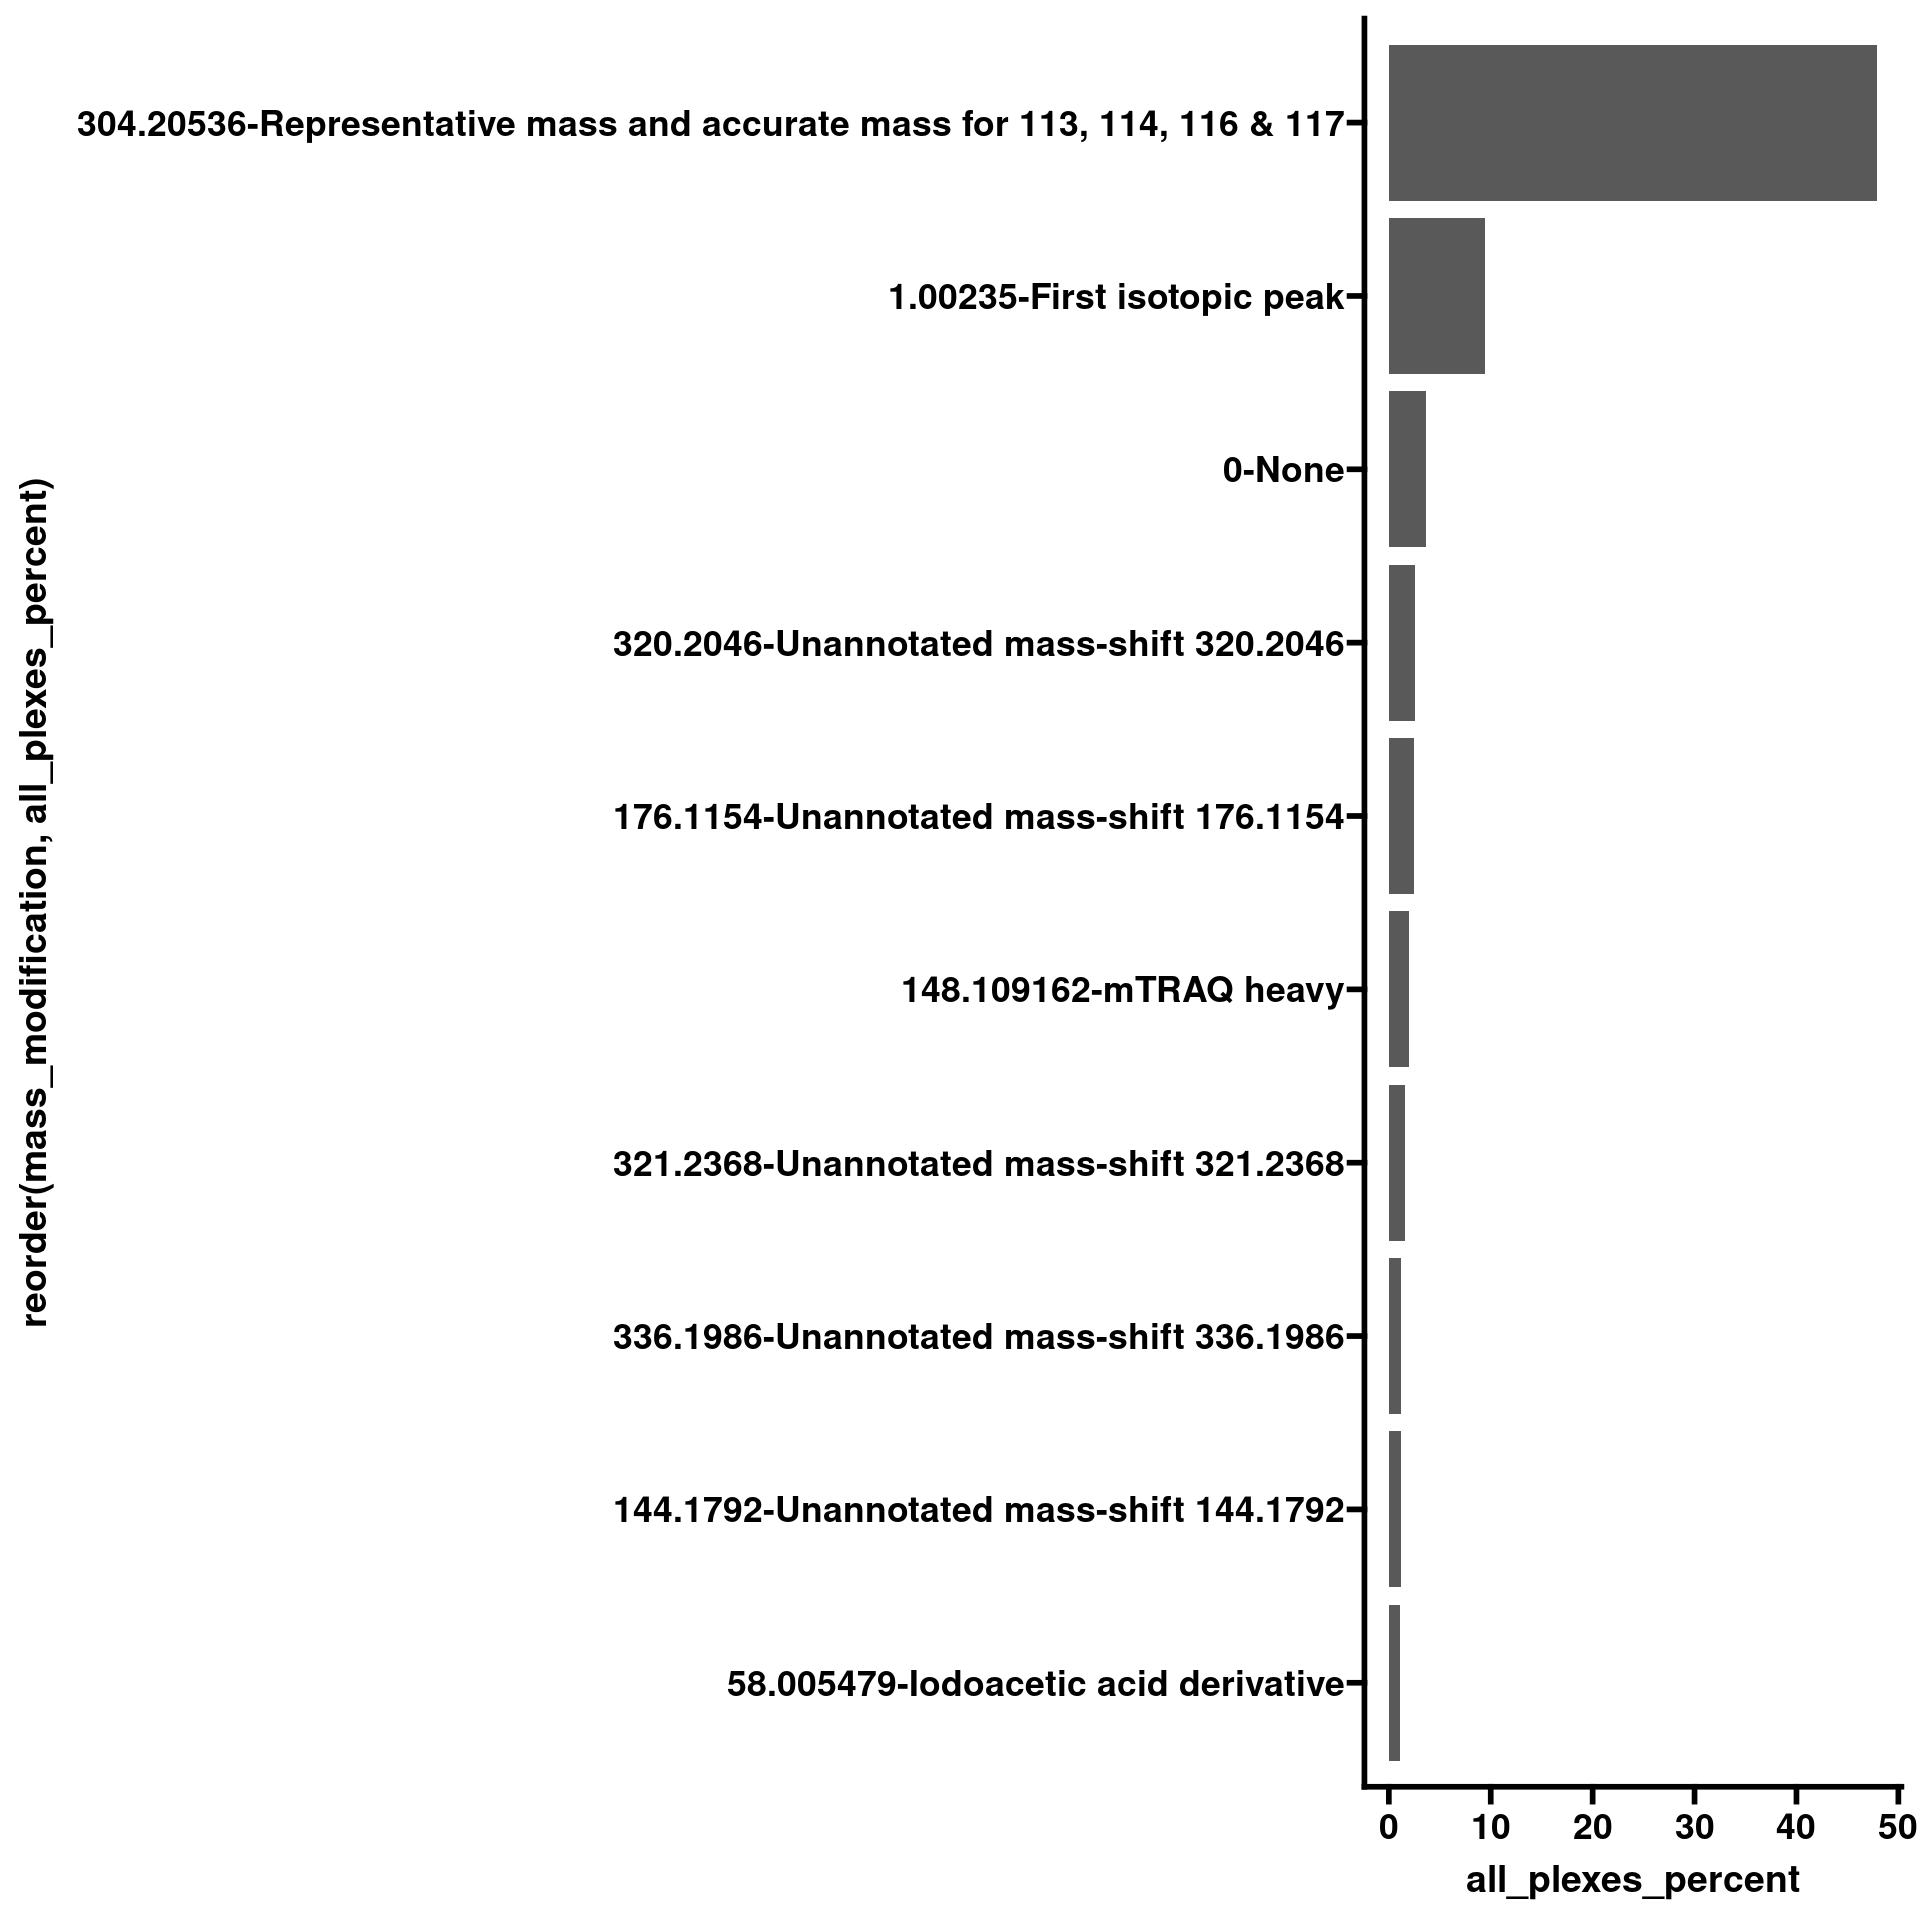 304.20536-Representative mass and accurate mass for 113, 114, 116 & 117
1.00235-First isotopic peak
0-None
320.2046-Unannotated mass-shift 320.2046
176.1154-Unannotated mass-shift 176.1154
148.109162-mTRAQ heavy
321.2368-Unannotated mass-shift 321.2368
336.1986-Unannotated mass-shift 336.1986
144.1792-Unannotated mass-shift 144.1792
58.005479-Iodoacetic acid derivative
reorder(mass_modification, all_plexes_percent)
0 10 20 30 40 50
all_plexes_percent